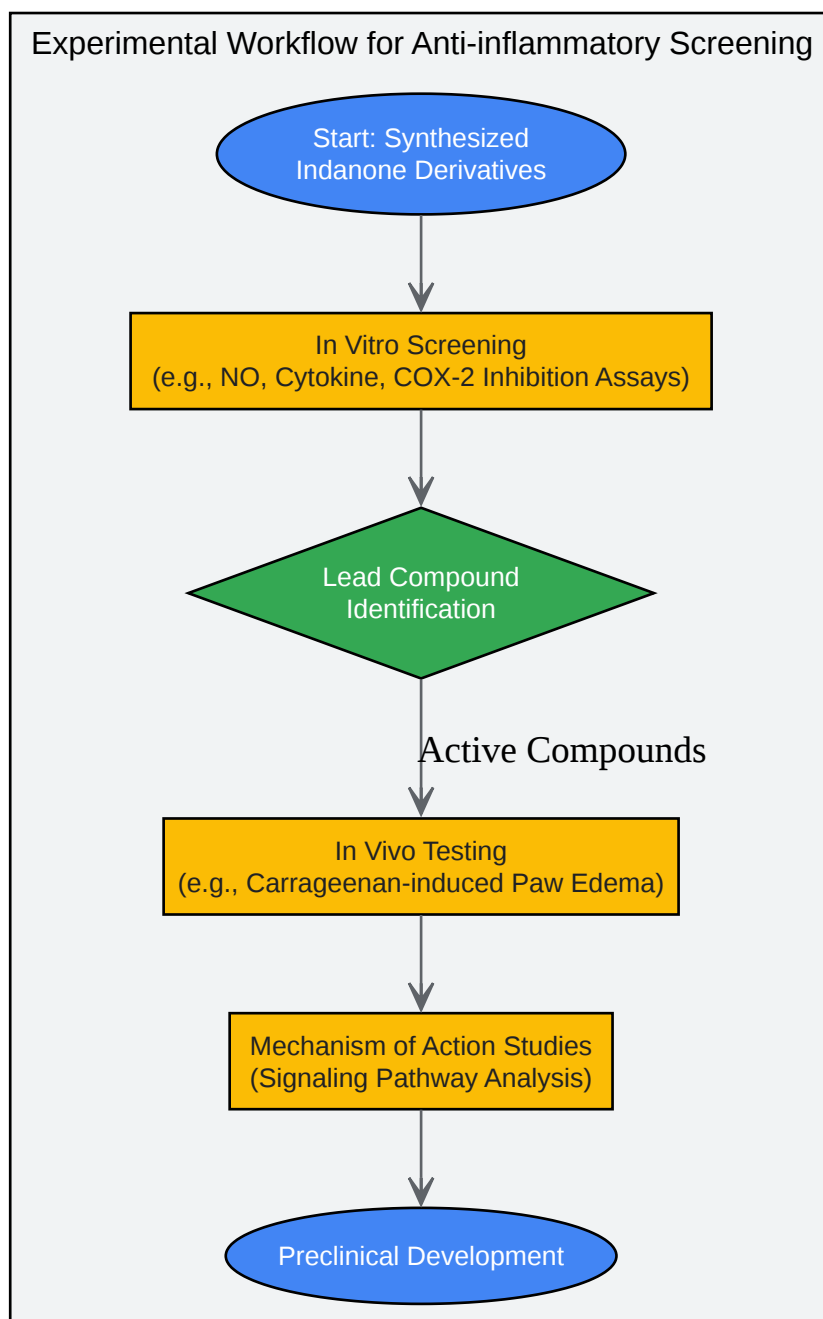 Experimental Workflow for Anti-inflammatory Screening
Start: Synthesized
Indanone Derivatives
In Vitro Screening
(e.g., NO, Cytokine, COX-2 Inhibition Assays)
Lead Compound
Identification
Active Compounds
In Vivo Testing
(e.g., Carrageenan-induced Paw Edema)
Mechanism of Action Studies
(Signaling Pathway Analysis)
Preclinical Development